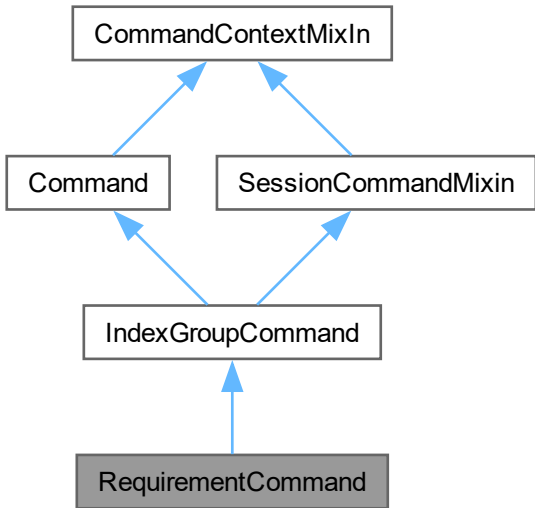 CommandContextMixIn
Command
SessionCommandMixin
IndexGroupCommand
RequirementCommand